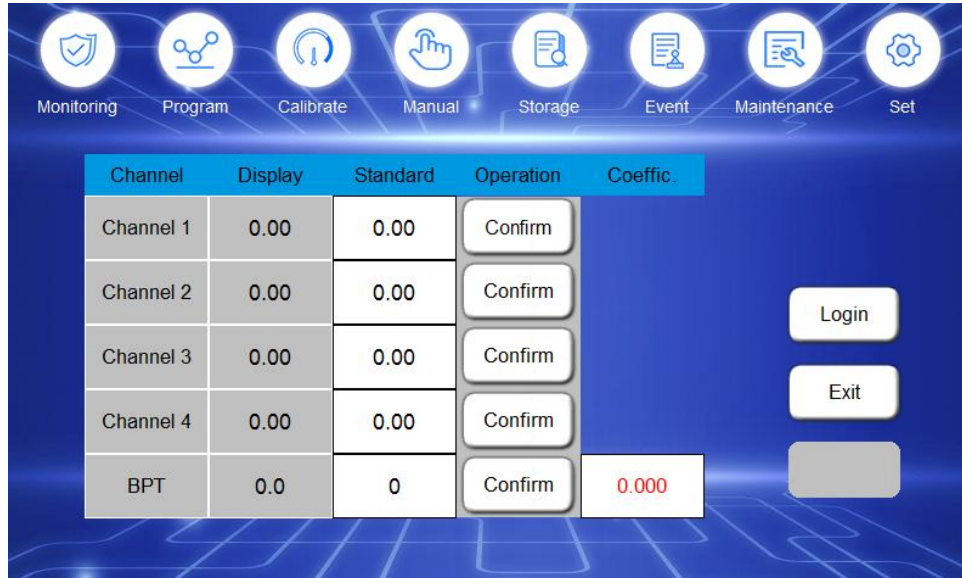 Monitoring Program Calibrate Manual Storage Event Maintenance Set
Channel Display Standard Operation Coeffic.
Channel 1 0.00 0.00 Confirm
Channel 2 0.00 0.00 Confirm
Login
Channel 3 0.00 0.00 Confirm
Exit
Channel 4 0.00 0.00 Confirm
BPT 0.0 0 Confirm 0.000